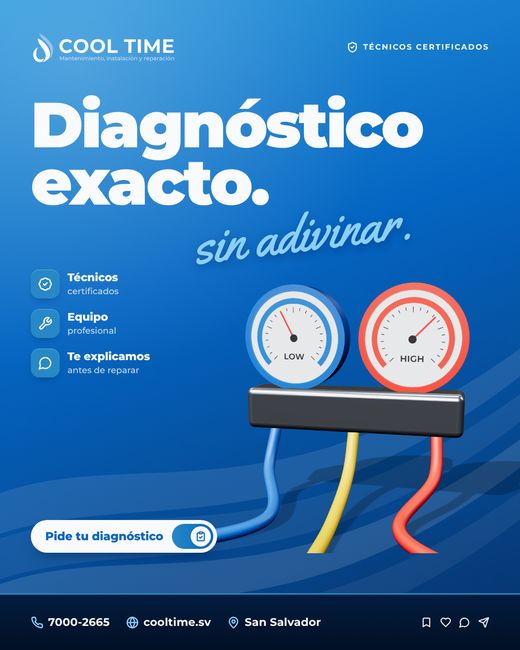 COOL TIME
Mantenimiento, instalación y reparación
TÉCNICOS CERTIFICADOS
Diagnóstico
exacto.
sin adivinar.
Técnicos
certificados
Equipo
profesional
Te explicamos
antes de reparar
LOW
HIGH
Pide tu diagnóstico
7000-2665
cooltime.sv
San Salvador